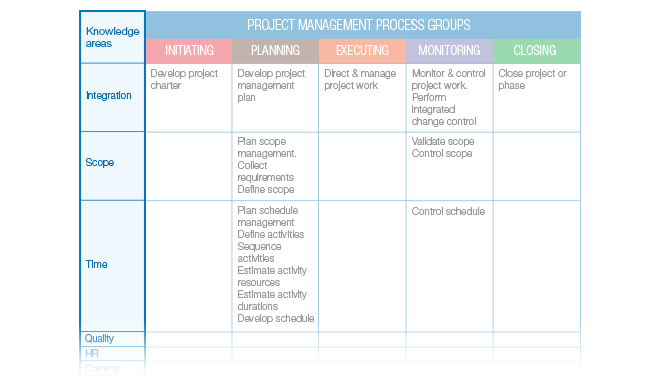 Knowledge
areas
PROJECT MANAGEMENT PROCESS GROUPS
INITIATING
PLANNING
EXECUTING
MONITORING
CLOSING
Integration
Develop project
charter
Develop project
management
plan
Direct & manage
project work
Monitor & control
project work.
Perform
Integrated
change control
Close project or
phase
Scope
Plan scope
management.
Collect
requirements
Define scope
Validate scope
Control scope
Time
Plan schedule
management
Define activities
Sequence
activities
Estimate activity
resources
Estimate activity
durations
Develop schedule
Control schedule
Quality
HR
Comms